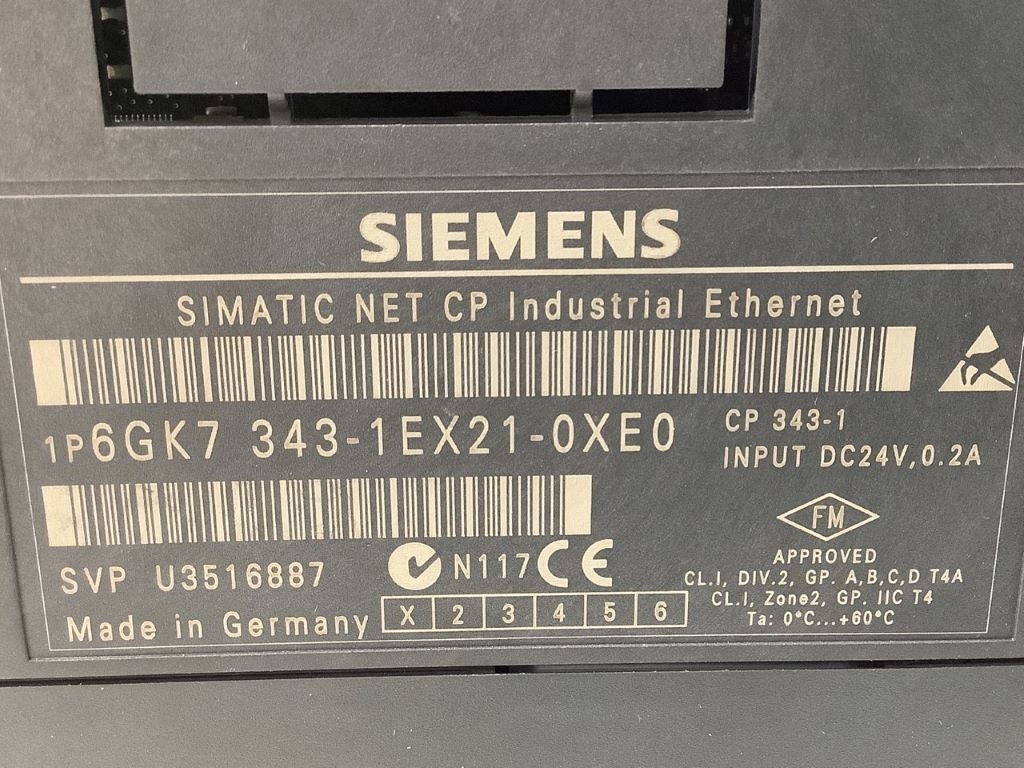 SIEMENS
SIMATIC NET CP Industrial Ethernet
1P6GK7 343-1EX21-0XE0
CP 343-1
INPUT DC24V,0.2A
FM
APPROVED
CL.I, DIV.2, GP. A,B,C,D T4A
CL.I, Zone2, GP. IIC T4
Ta: 0°C...+60°C
SVP U3516887
N117 CE
Made in Germany
X 2 3 4 5 6